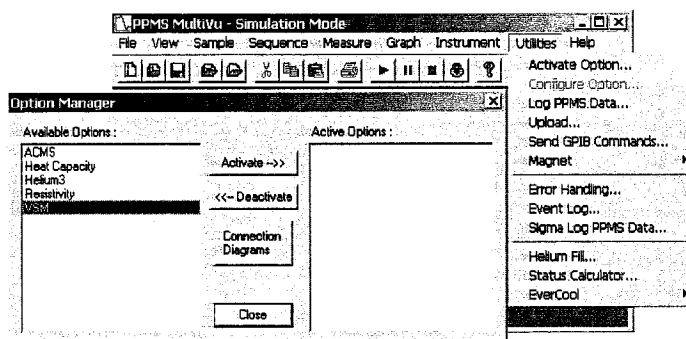 PPMS MultiVu - Simulation Mode
File View Sample Sequence Measure Graph Instrument Utilities Help
Activate Option...
Configure Option...
Log PPMS Data...
Upload...
Send GPIB Commands...
Magnet
Error Handling...
Event Log...
Sigma Log PPMS Data...
Helium Fill...
Status Calculator...
EverCool
Option Manager
Available Options :
Active Options :
ACMS
Heat Capacity
Helium3
Resistivity
VSM
Activate -->>
<<-- Deactivate
Connection
Diagrams
Close